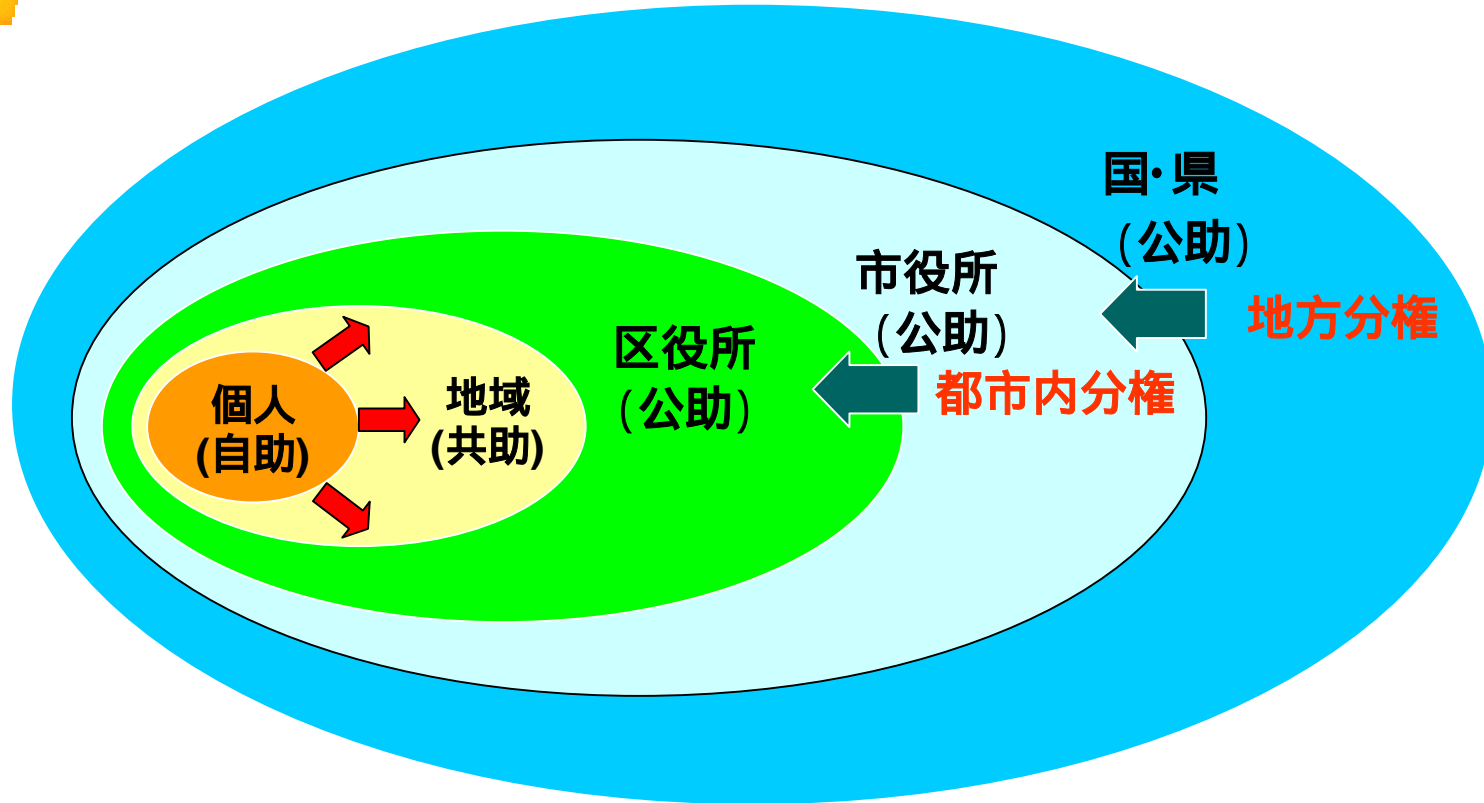 国・県
(公助)
地方分権
市役所
(公助)
都市内分権
区役所
(公助)
地域
(共助)
個人
(自助)